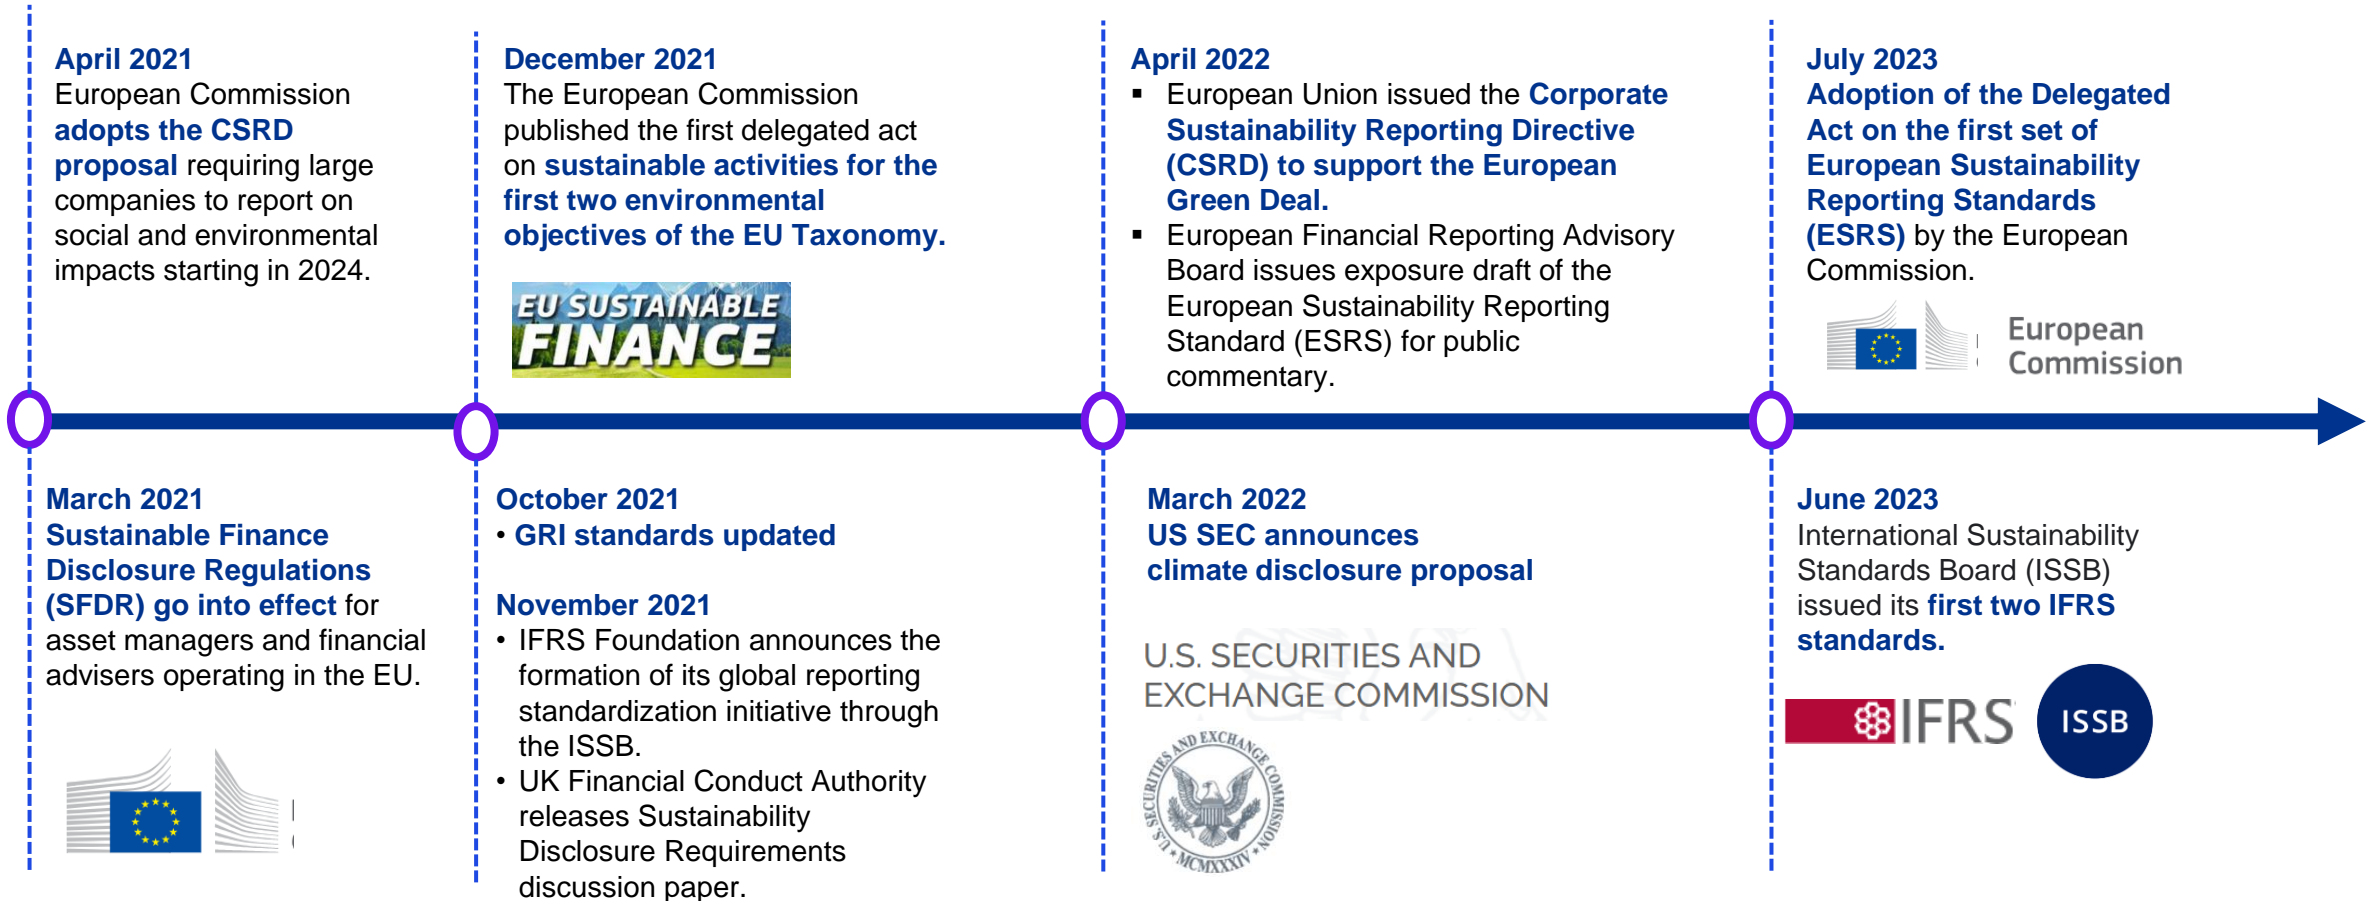 April 2021
European Commission
adopts the CSRD
proposal requiring large
companies to report on
social and environmental
impacts starting in 2024.
December 2021
The European Commission
published the first delegated act
on sustainable activities for the
first two environmental
objectives of the EU Taxonomy.
EU SUSTAINABLE
FINANCE
April 2022
▪ European Union issued the Corporate
Sustainability Reporting Directive
(CSRD) to support the European
Green Deal.
▪ European Financial Reporting Advisory
Board issues exposure draft of the
European Sustainability Reporting
Standard (ESRS) for public
commentary.
July 2023
Adoption of the Delegated
Act on the first set of
European Sustainability
Reporting Standards
(ESRS) by the European
Commission.
European
Commission
March 2021
Sustainable Finance
Disclosure Regulations
(SFDR) go into effect for
asset managers and financial
advisers operating in the EU.
October 2021
• GRI standards updated
November 2021
• IFRS Foundation announces the
formation of its global reporting
standardization initiative through
the ISSB.
• UK Financial Conduct Authority
releases Sustainability
Disclosure Requirements
discussion paper.
March 2022
US SEC announces
climate disclosure proposal
U.S. SECURITIES AND
EXCHANGE COMMISSION
U.S. SECURITIES AND EXCHANGE COMMISSION
MCMXXXIV
June 2023
International Sustainability
Standards Board (ISSB)
issued its first two IFRS
standards.
IFRS
ISSB